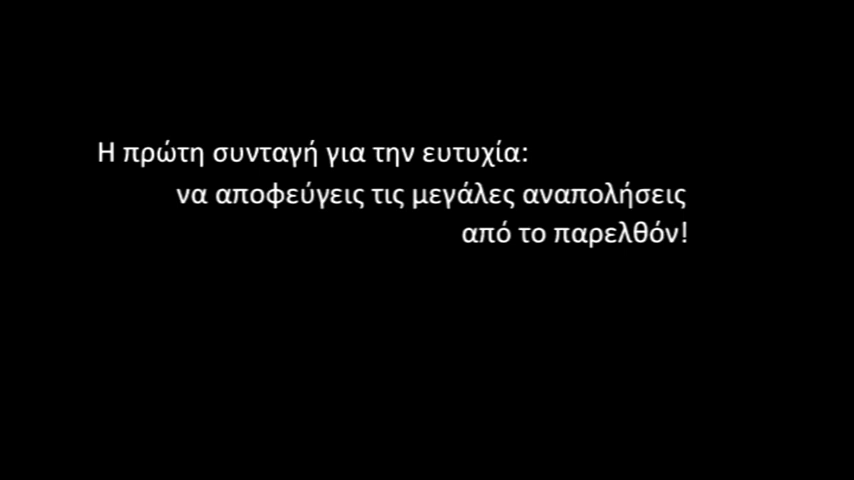 Η πρώτη συνταγή για την ευτυχία:
να αποφεύγεις τις μεγάλες αναπολήσεις
από το παρελθόν!